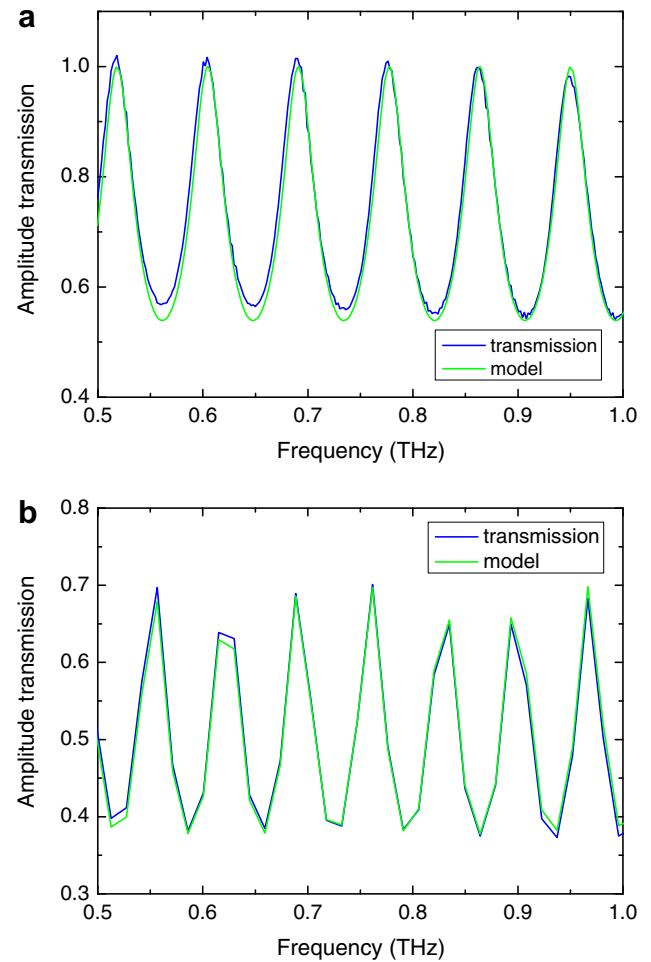 a
1.0
0.8
0.6
0.4
Amplitude transmission
transmission
model
0.5 0.6 0.7 0.8 0.9 1.0
Frequency (THz)
b
0.8
0.7
0.6
0.5
0.4
0.3
Amplitude transmission
transmission
model
0.5 0.6 0.7 0.8 0.9 1.0
Frequency (THz)